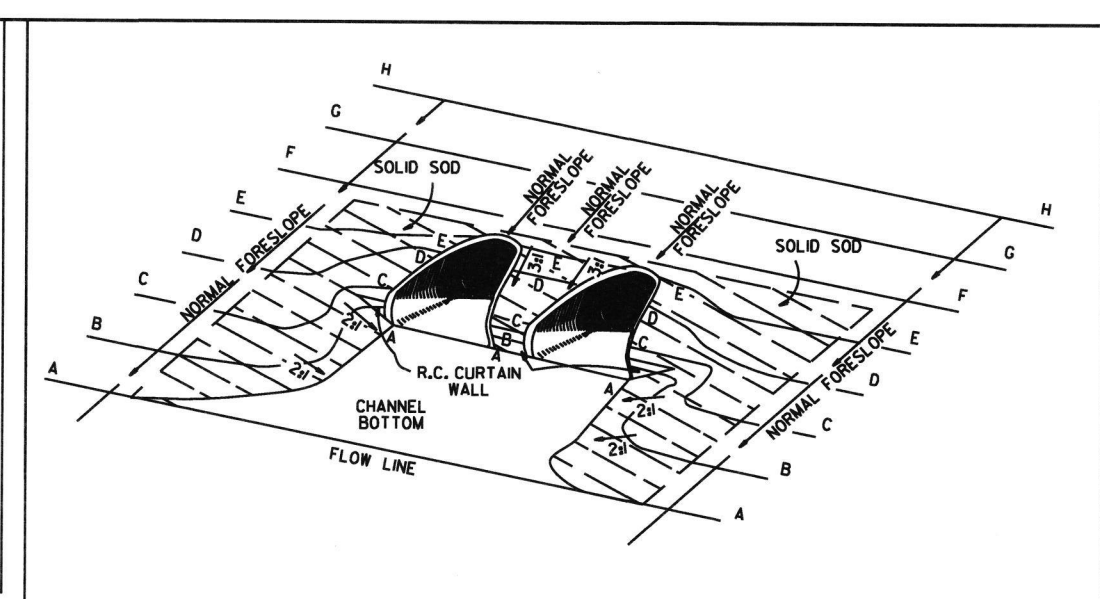 H
G
F
SOLID SOD
E
D
C
B
A
NORMAL FORESLOPE
NORMAL
FORESLOPE
NORMAL
FORESLOPE
NORMAL
FORESLOPE
H
SOLID SOD
G
F
E
D
C
B
A
NORMAL FORESLOPE
E
D
C
3:1
E
3:1
D
E
D
C
C
B
A
A
A
2:1
2:1
2:1
2:1
R.C. CURTAIN
WALL
CHANNEL
BOTTOM
FLOW LINE